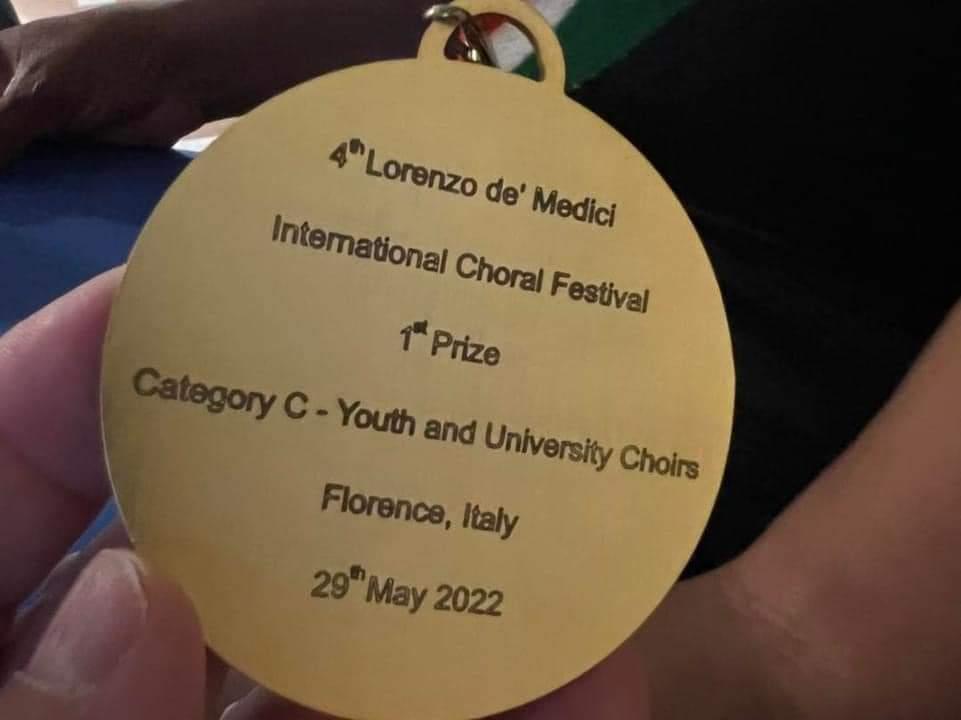 4th Lorenzo de' Medici
International Choral Festival
1st Prize
Category C - Youth and University Choirs
Florence, Italy
29th May 2022